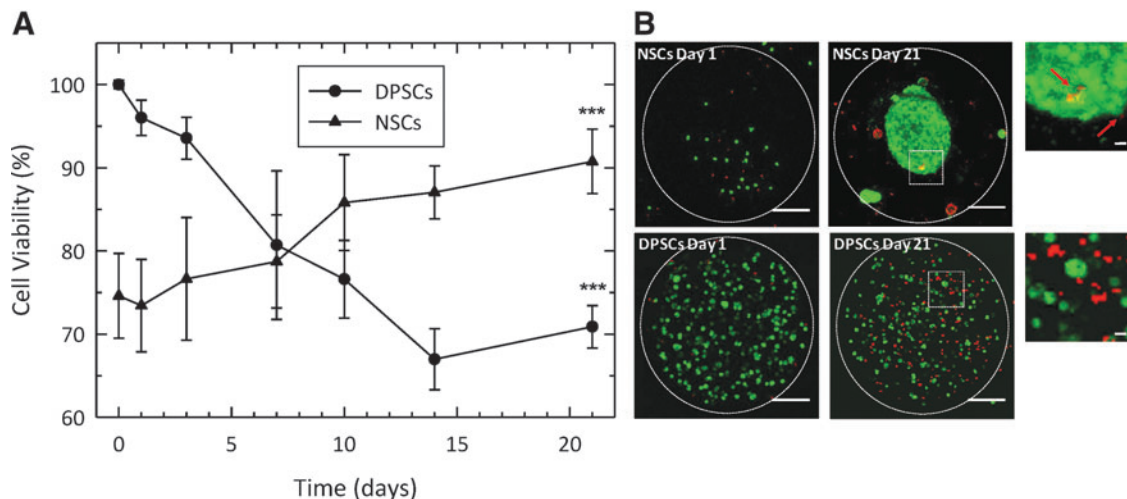 A
Cell Viability (%)
100
90
80
70
60
DPSCs
NSCs
***
***
0
5
10
15
20
Time (days)
B
NSCs Day 1
NSCs Day 21
DPSCs Day 1
DPSCs Day 21